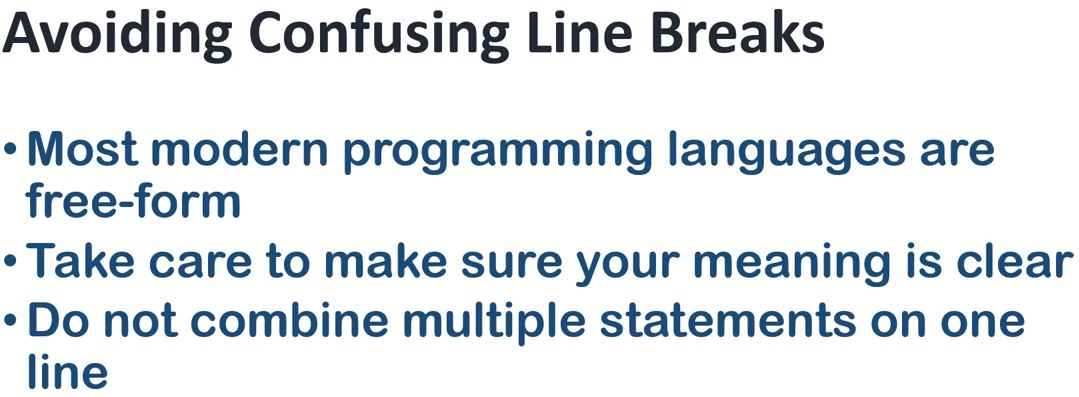 Avoiding Confusing Line Breaks
• Most modern programming languages are
free-form
• Take care to make sure your meaning is clear
• Do not combine multiple statements on one
line